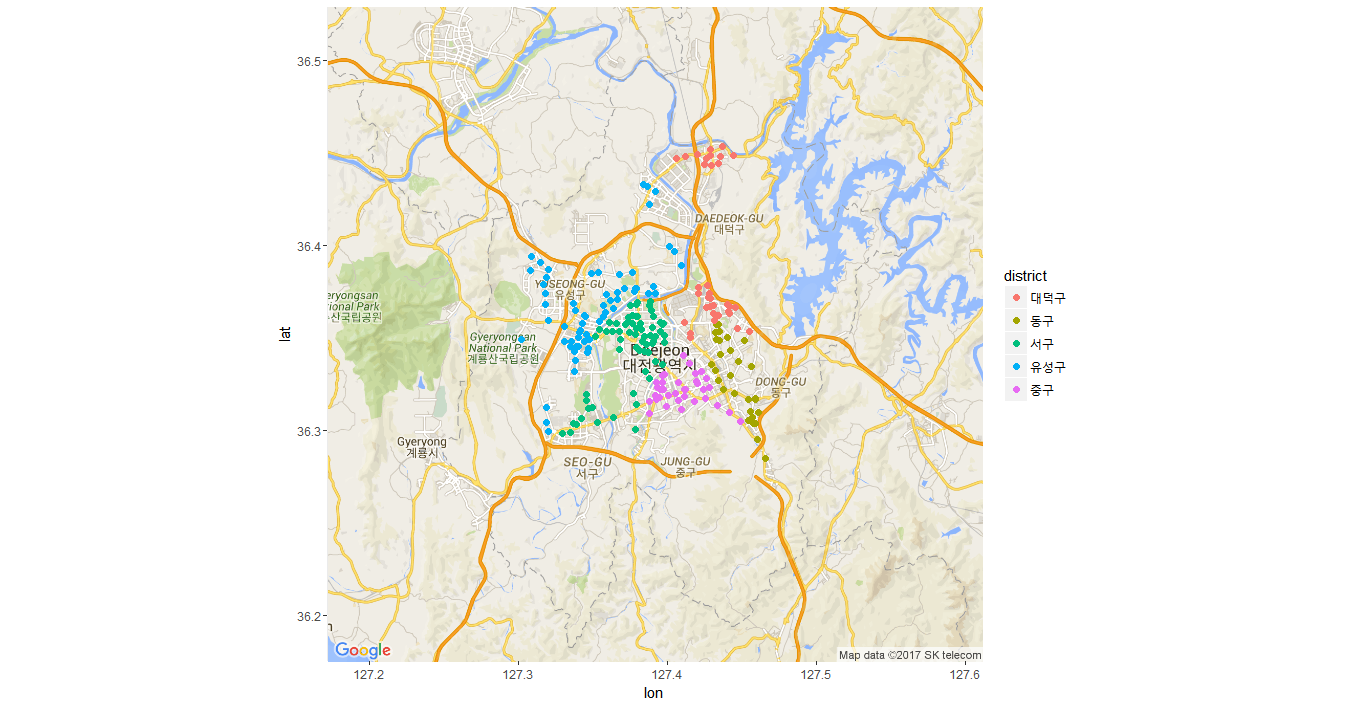 36.5
36.4
36.3
36.2
lat
DAEDEOK-GU
대덕구
YUSEONG-GU
유성구
eryongsan
tional Park
산국립공원
Gyeryongsan
National Park
계룡산국립공원
Daejeon
대전광역시
DONG-GU
동구
Gyeryong
계룡시
SEO-GU
서구
JUNG-GU
중구
Google
Map data ©2017 SK telecom
127.2
127.3
127.4
127.5
127.6
lon
district
대덕구
동구
서구
유성구
중구